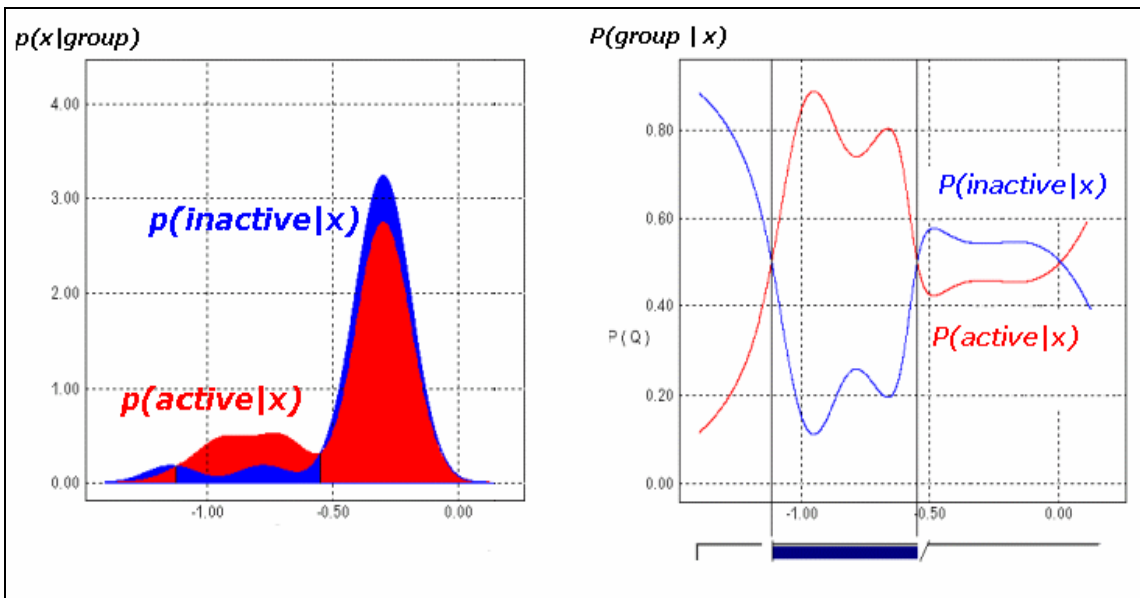 p(x|group)
4.00
3.00
2.00
1.00
0.00
-1.00
-0.50
0.00
p(inactive|x)
p(active|x)
P(group | x)
0.80
0.60
0.40
P(Q)
0.20
0.00
-1.00
-0.50
0.00
P(inactive|x)
P(active|x)